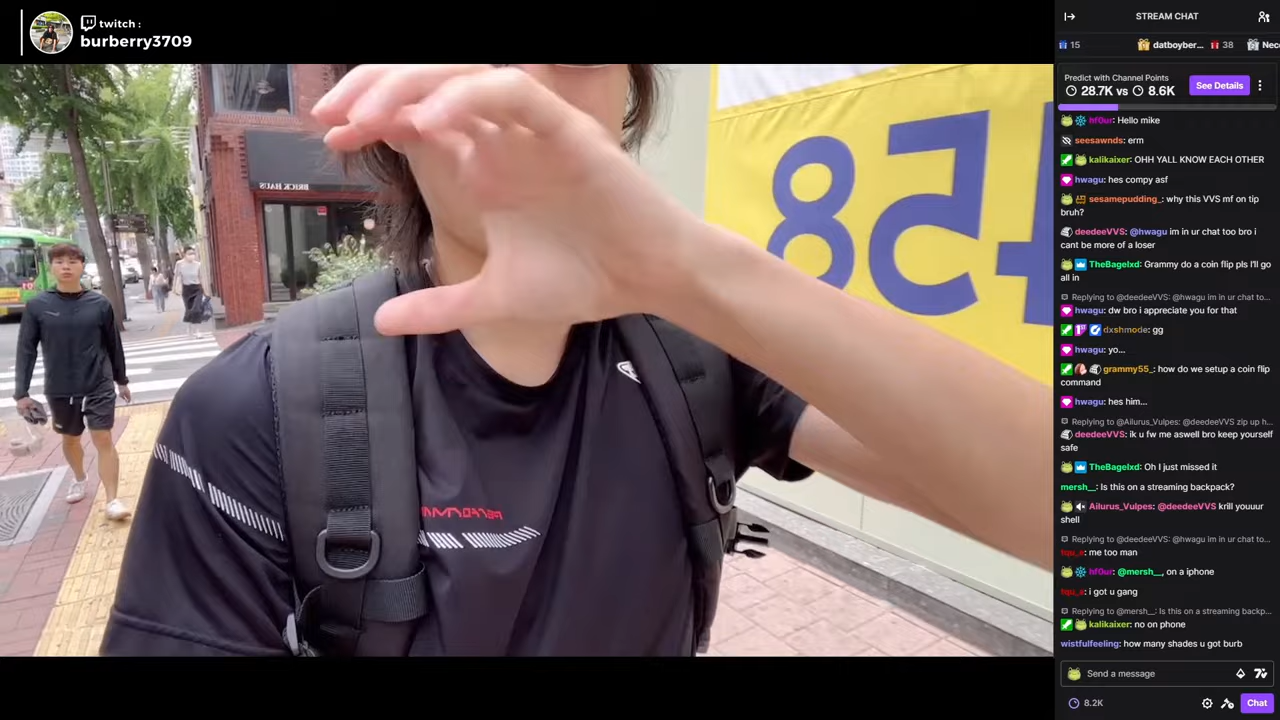 twitch :
burberry3709
BRICK HAUS
458
PERFORMA
STREAM CHAT
15
datboyber...
38
Nec
Predict with Channel Points
28.7K vs 8.6K
See Details
hf0ur: Hello mike
seesawnds: erm
kalikaixer: OHH YALL KNOW EACH OTHER
hwagu: hes compy asf
sesamepudding_: why this VVS mf on tip
bruh?
deedeeVVS: @hwagu im in ur chat too bro i
cant be more of a loser
TheBagelxd: Grammy do a coin flip pls I'll go
all in
Replying to @deedeeVVS: @hwagu im in ur chat to...
hwagu: dw bro i appreciate you for that
dxshmode: gg
hwagu: yo...
grammy55_: how do we setup a coin flip
command
hwagu: hes him...
Replying to @Ailurus_Vulpes: @deedeeVVS zip up h...
deedeeVVS: ik u fw me aswell bro keep yourself
safe
TheBagelxd: Oh I just missed it
mersh__: Is this on a streaming backpack?
Ailurus_Vulpes: @deedeeVVS krill youuur
shell
Replying to @deedeeVVS: @hwagu im in ur chat to...
tqu_a: me too man
hf0ur: @mersh__, on a iphone
tqu_a: i got u gang
Replying to @mersh__: Is this on a streaming backp...
kalikaixer: no on phone
wistfulfeeling: how many shades u got burb
Send a message
8.2K
Chat